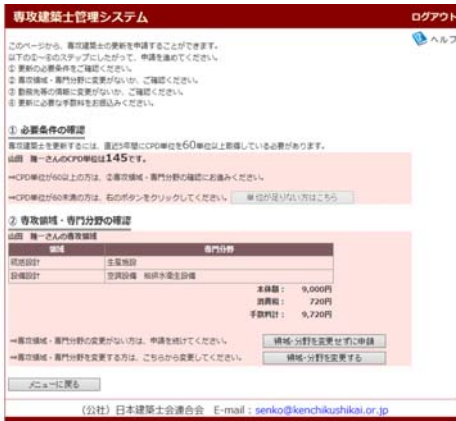 専攻建築士管理システム
ログアウト
ヘルプ
このページから、専攻建築士の更新を申請することができます。
以下の①～④のステップにしたがって、申請を進めてください。
① 更新の必要条件をご確認ください。
② 専攻領域・専門分野に変更がないか、ご確認ください。
③ 勤務先等の情報に変更がないか、ご確認ください。
④ 更新に必要な手数料をお振込みください。
① 必要条件の確認
専攻建築士を更新するには、直近5年間にCPD単位を60単位以上取得している必要があります。
山田 隆一さんのCPD単位は145です。
⇒CPD単位が60以上の方は、②専攻領域・専門分野の確認にお進みください。
⇒CPD単位が60未満の方は、右のボタンをクリックしてください。 単位が足りない方はこちら
② 専攻領域・専門分野の確認
山田 隆一さんの専攻領域
領域 専門分野
統括設計 生産施設
設備設計 空調設備 給排水衛生設備
本体額： 9,000円
消費税： 720円
手数料計： 9,720円
⇒専攻領域・専門分野の変更がない方は、申請を続けてください。 領域・分野を変更せずに申請
⇒専攻領域・専門分野を変更する方は、こちらから変更してください。 領域・分野を変更する
メニューに戻る
(公社) 日本建築士会連合会 E-mail：senko@kenchikushikai.or.jp